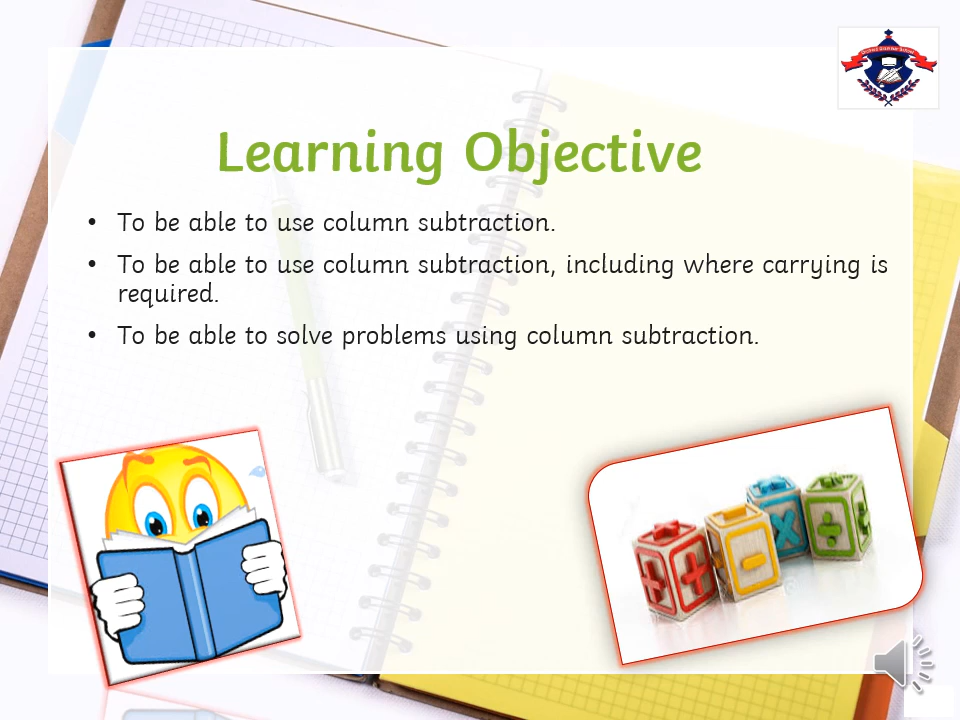 Learning Objective
• To be able to use column subtraction.
• To be able to use column subtraction, including where carrying is
required.
• To be able to solve problems using column subtraction.